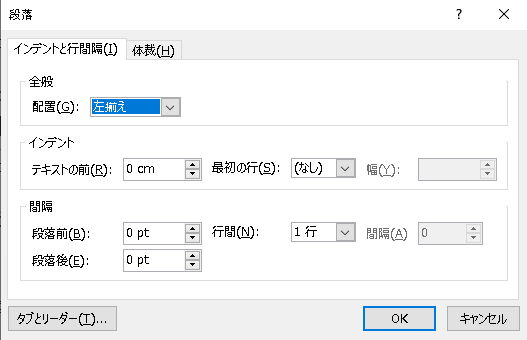 段落 ?
インデントと行間隔(I) 体裁(H)
全般
配置(G): 左揃え
インデント
テキストの前(R): 0 cm 最初の行(S): (なし) 幅(Y):
間隔
段落前(B): 0 pt 行間(N): 1 行 間隔(A) 0
段落後(E): 0 pt
タブとリーダー(T)... OK キャンセル